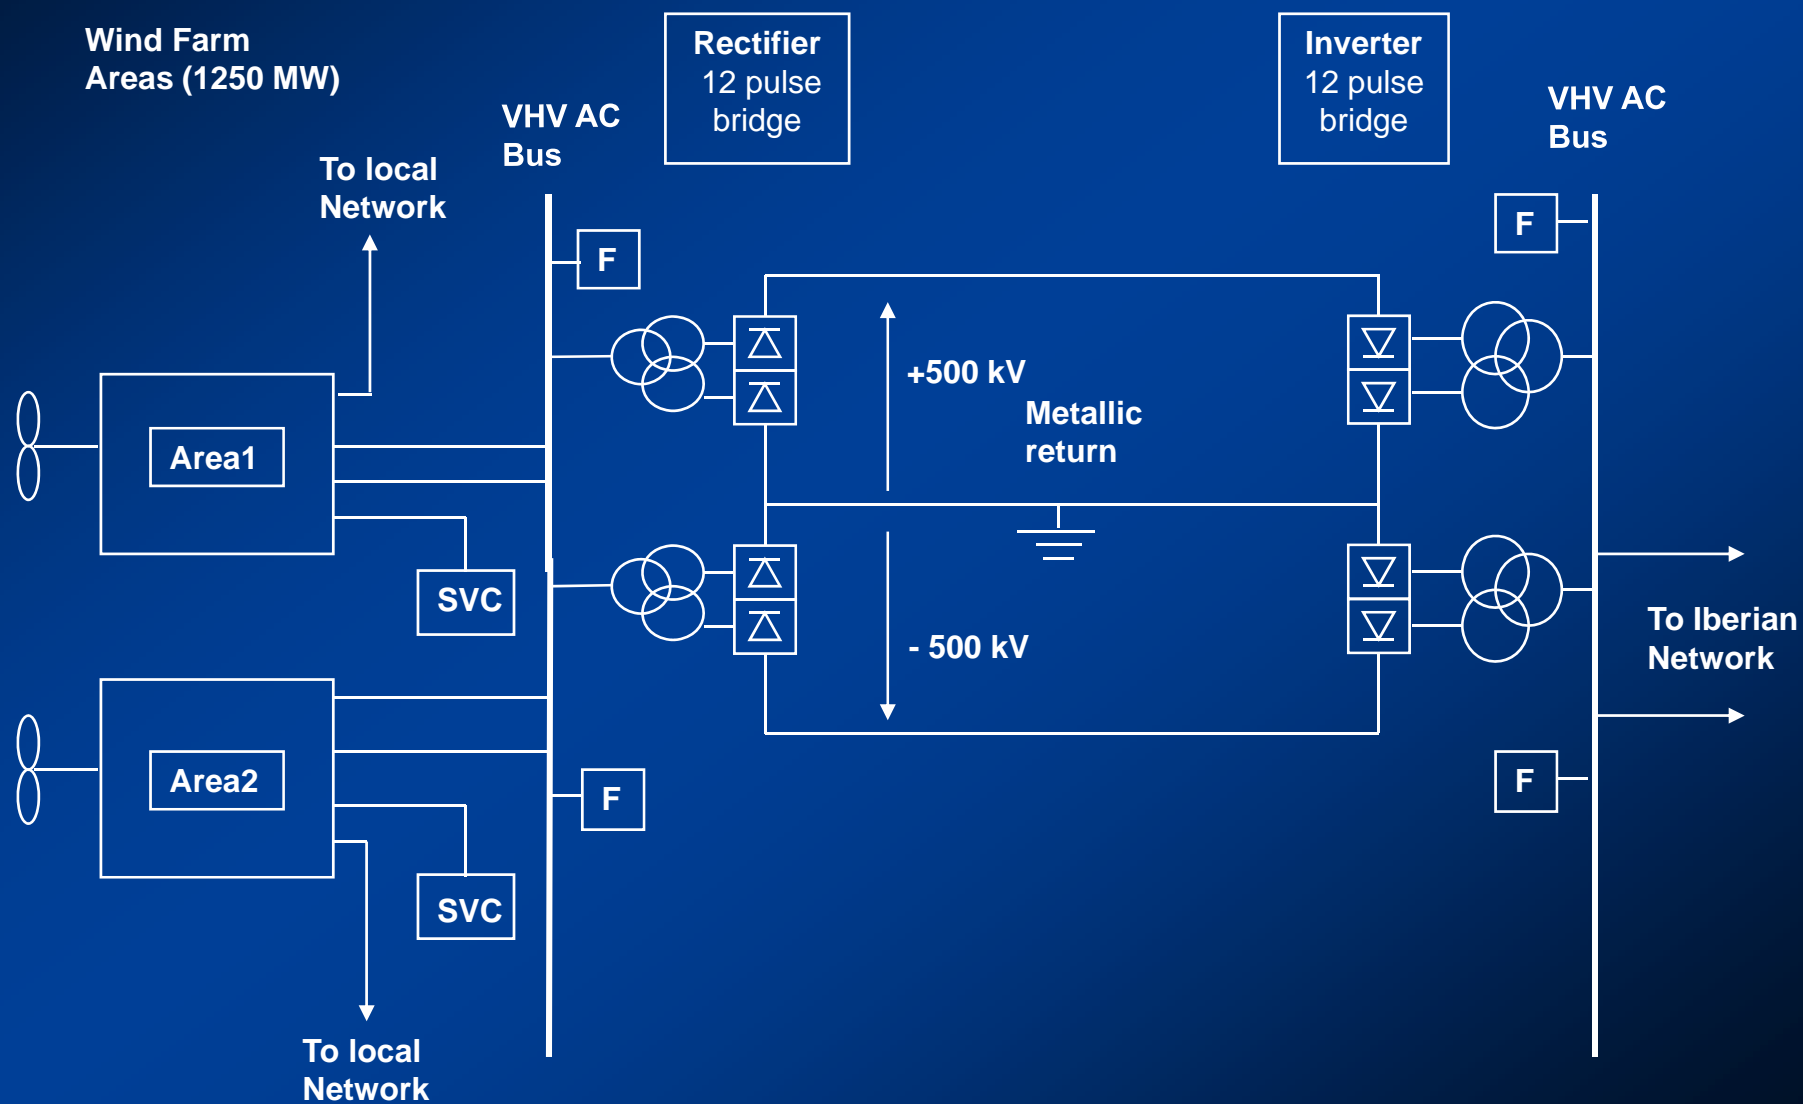 Wind Farm
Areas (1250 MW)
Rectifier
12 pulse
bridge
Inverter
12 pulse
bridge
VHV AC
Bus
VHV AC
Bus
To local
Network
F
F
+500 kV
Metallic
return
Area1
SVC
- 500 kV
To Iberian
Network
Area2
F
F
SVC
To local
Network